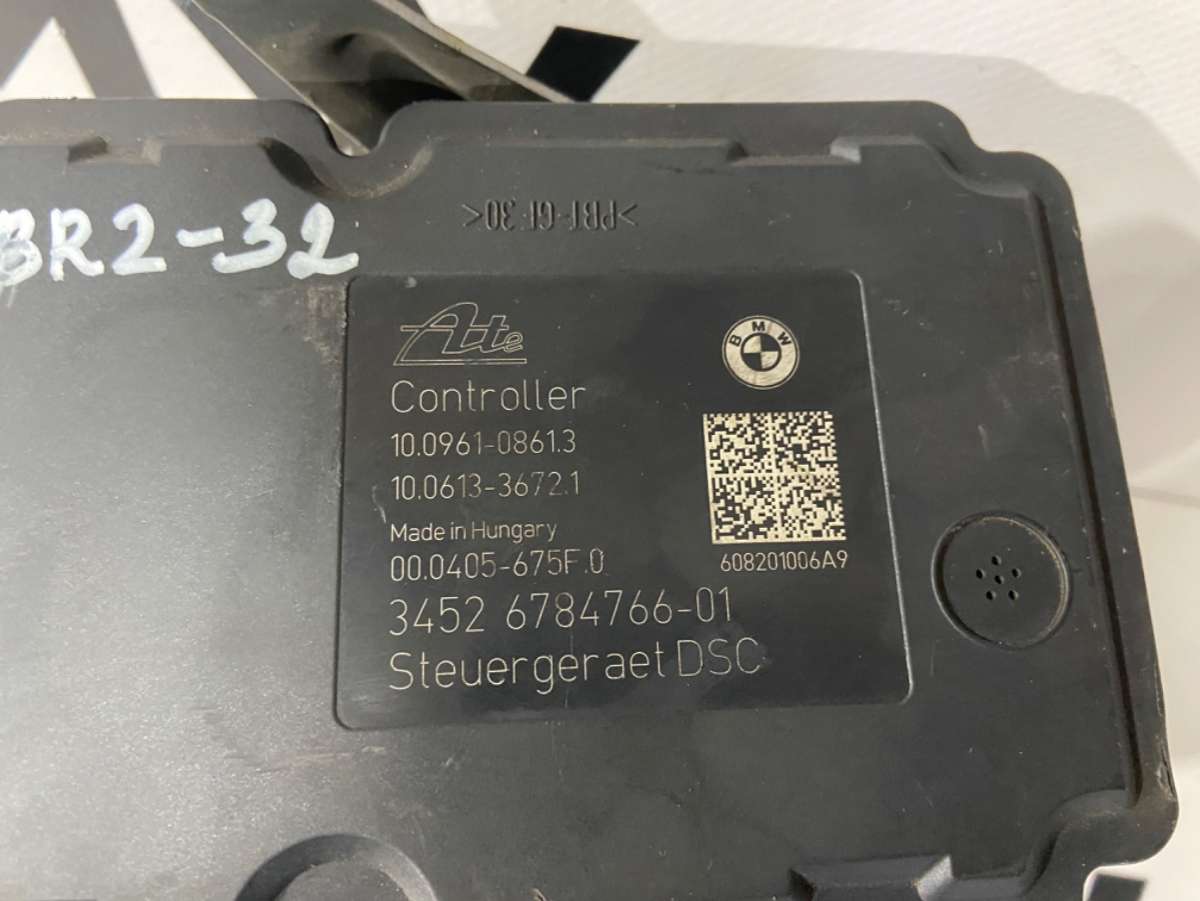 >PBT-GF30<
BR2-32
Ate
BMW
Controller
10.0961-0861.3
10.0613-3672.1
Made in Hungary
00.0405-675F.0
608201006A9
3452 6784766-01
Steuergeraet DSC